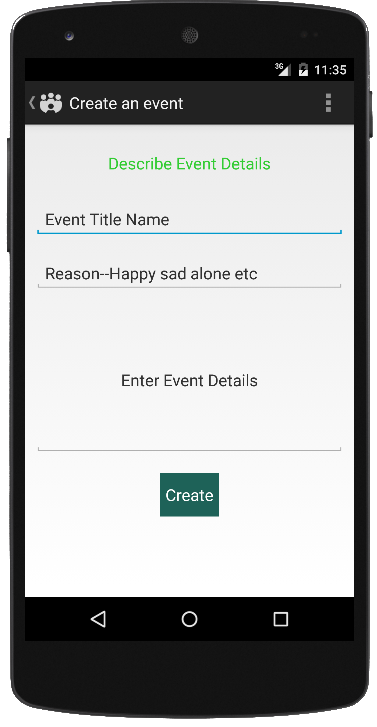 3G 11:35
Create an event
Describe Event Details
Event Title Name
Reason--Happy sad alone etc
Enter Event Details
Create